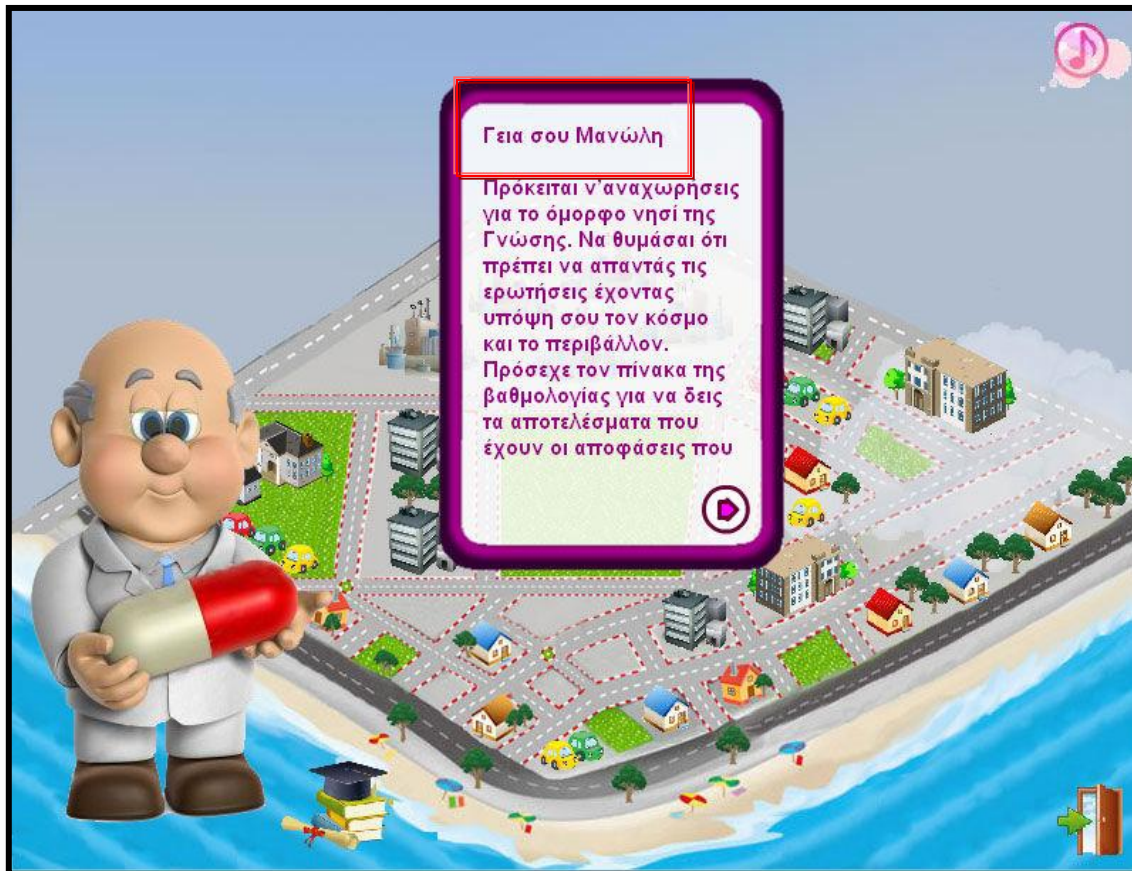 Γεια σου Μανώλη
Πρόκειται ν'αναχωρήσεις
για το όμορφο νησί της
Γνώσης. Να θυμάσαι ότι
πρέπει να απαντάς τις
ερωτήσεις έχοντας
υπόψη σου τον κόσμο
και το περιβάλλον.
Πρόσεχε τον πίνακα της
βαθμολογίας για να δεις
τα αποτελέσματα που
έχουν οι αποφάσεις που